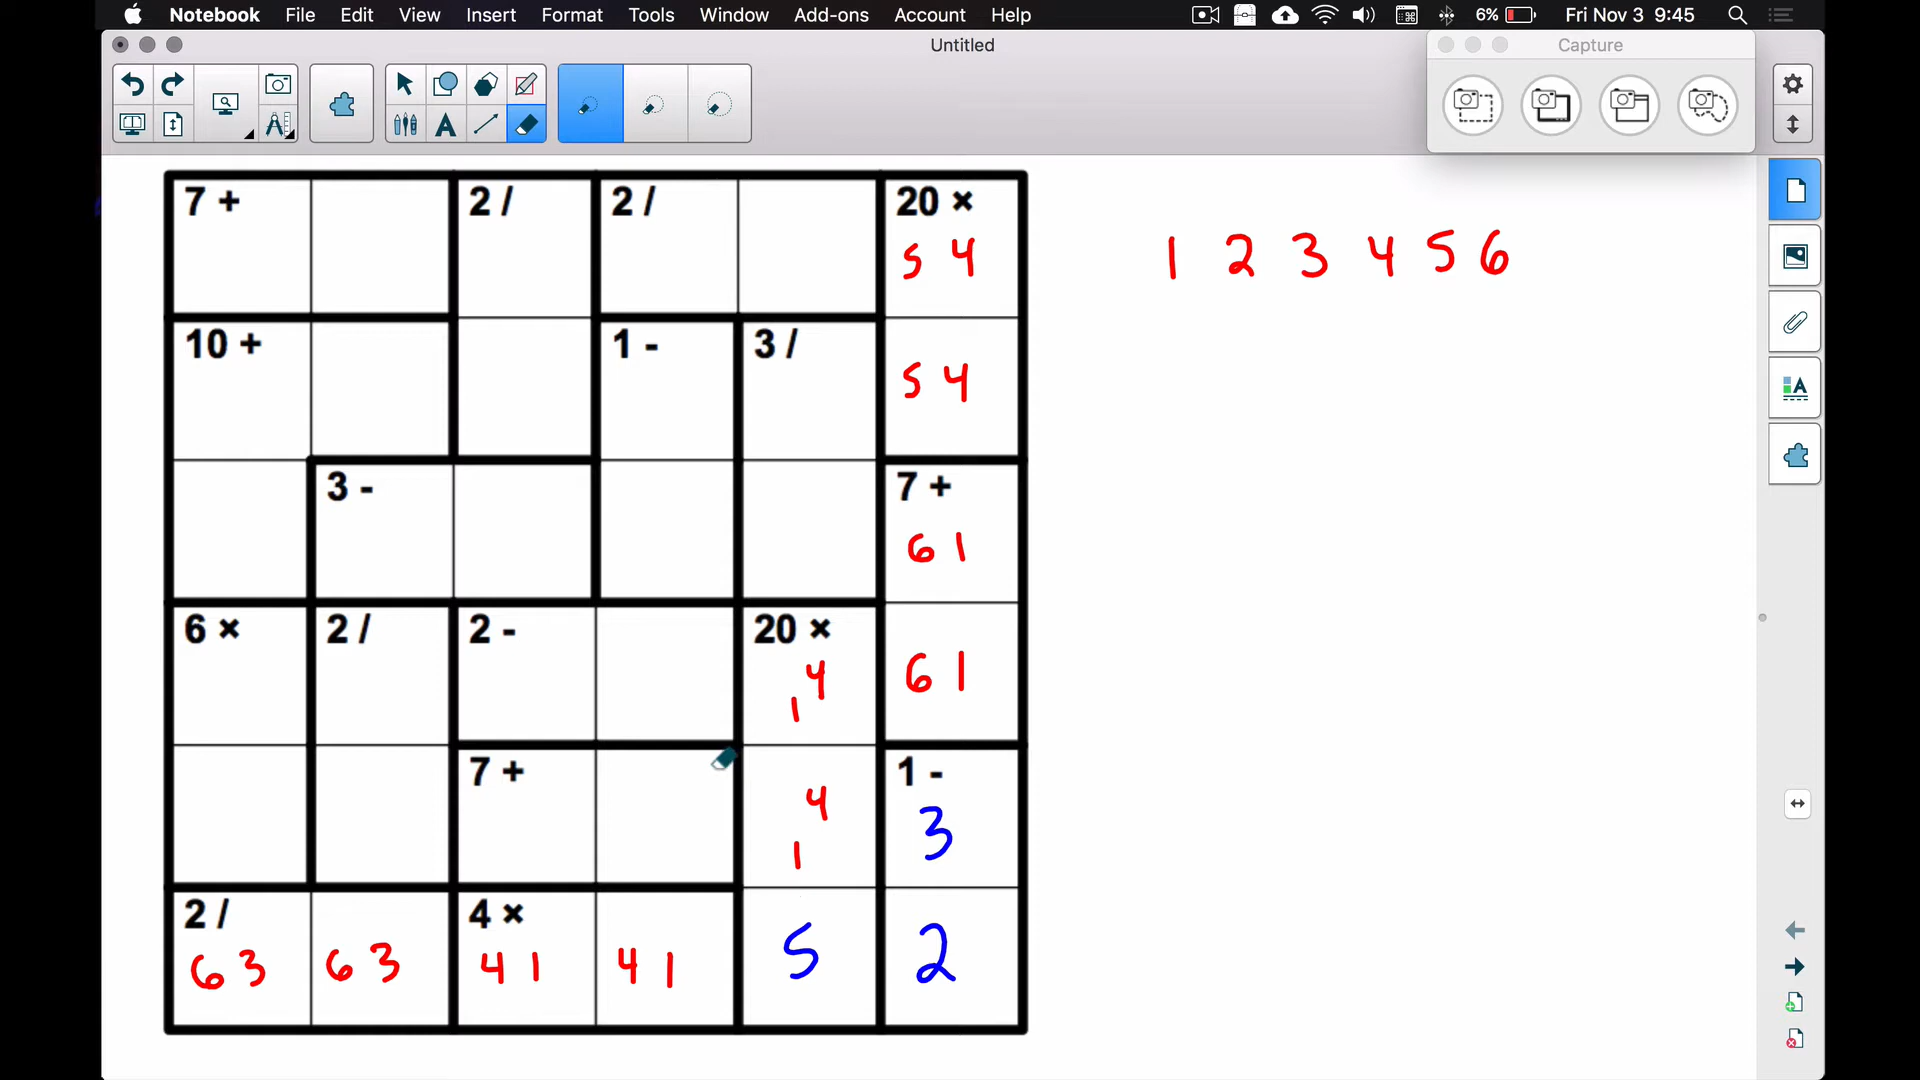 Notebook File Edit View Insert Format Tools Window Add-ons Account Help 6% Fri Nov 3 9:45
Untitled
Capture
7 + 2 / 2 / 20 ×
5 4
1 2 3 4 5 6
10 + 1 - 3 /
5 4
3 - 7 +
6 1
6 × 2 / 2 - 20 ×
4 1
6 1
7 + 1 -
4 1
3
2 / 4 ×
6 3 6 3 4 1 4 1 5 2